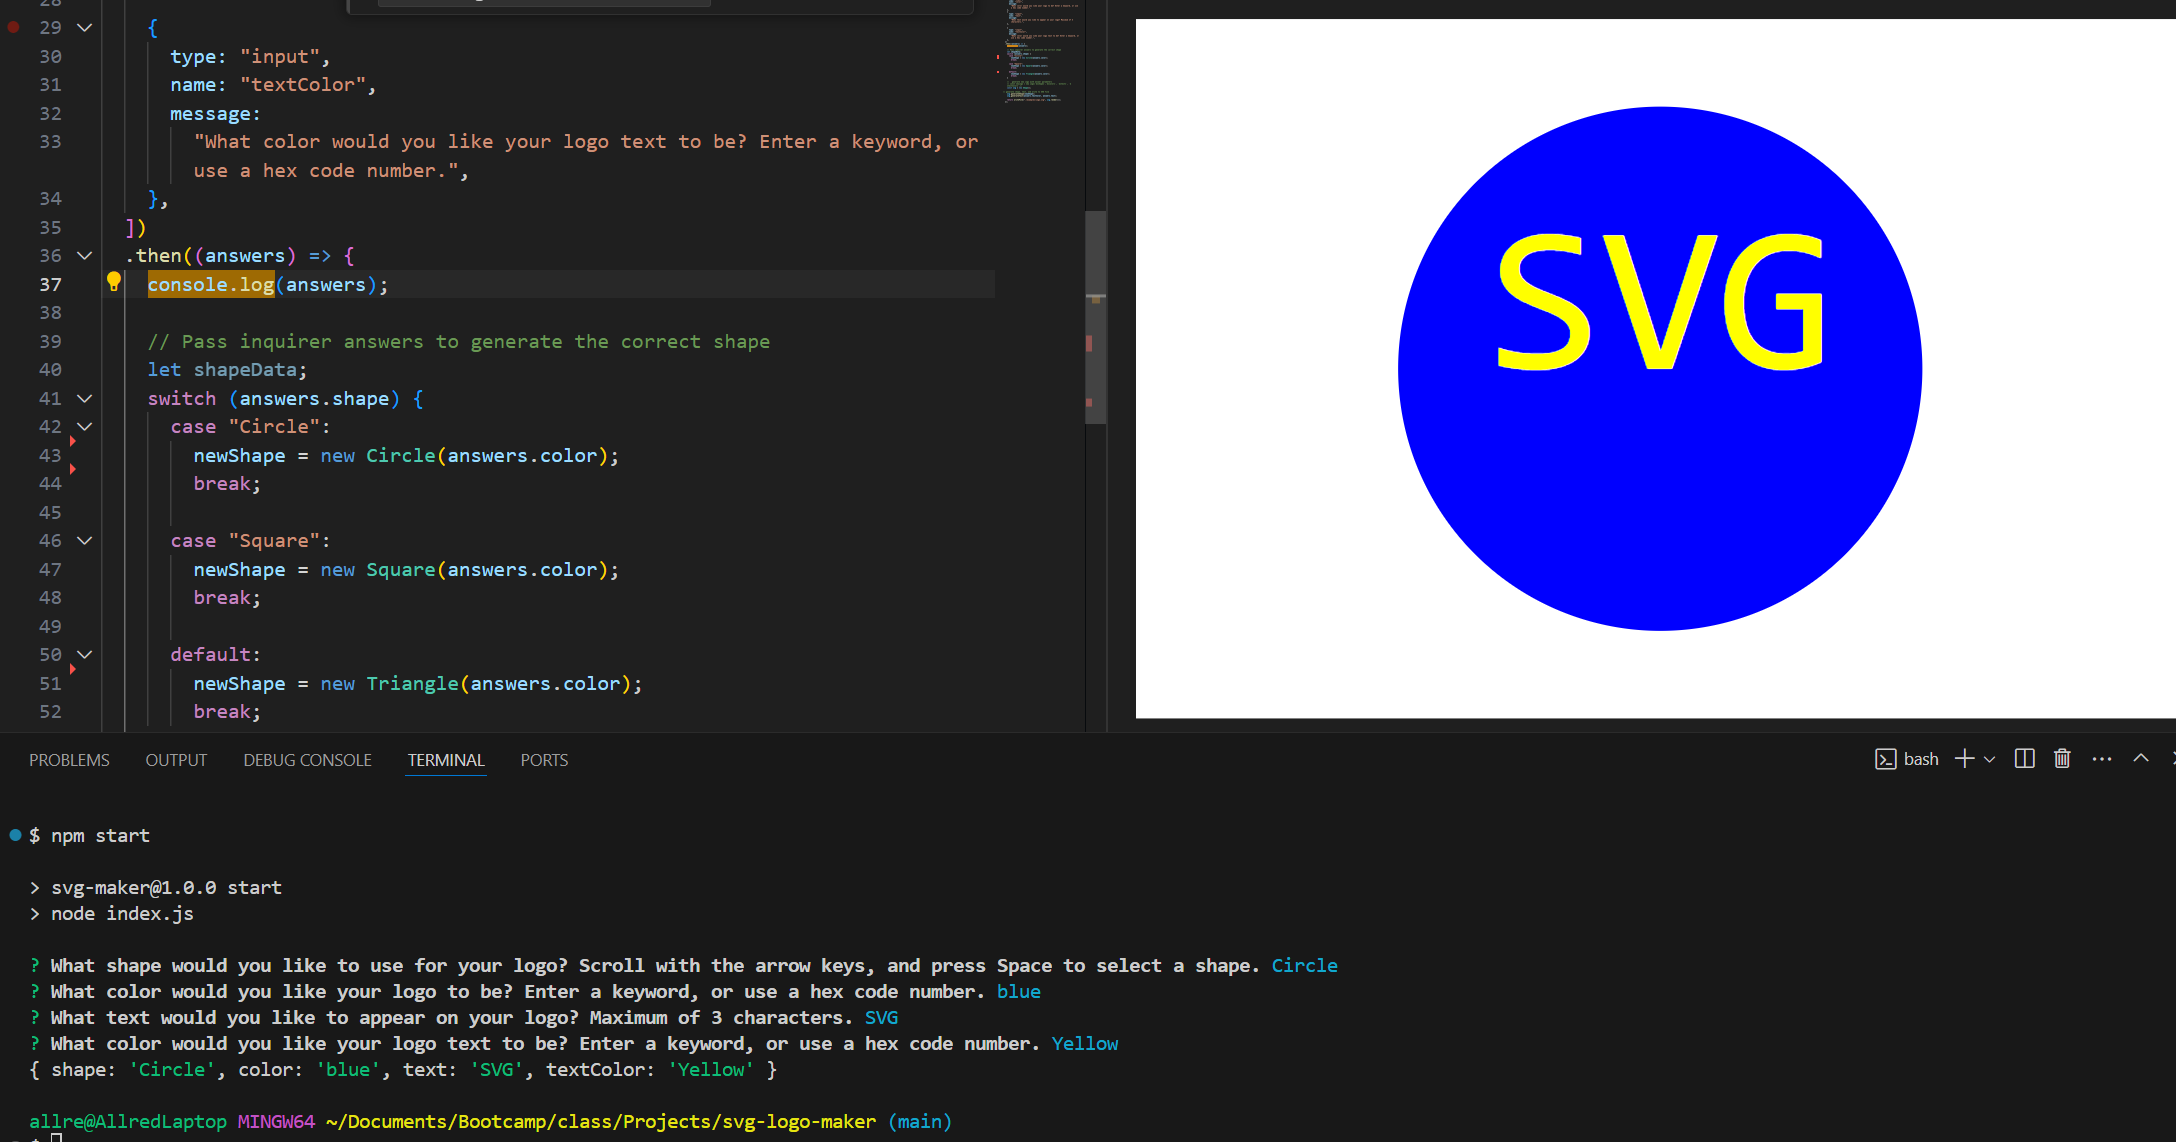 28
29 {
30 type: "input",
31 name: "textColor",
32 message:
33 "What color would you like your logo text to be? Enter a keyword, or
use a hex code number.",
34 },
35 ])
36 .then((answers) => {
37 console.log(answers);
38
39 // Pass inquirer answers to generate the correct shape
40 let shapeData;
41 switch (answers.shape) {
42 case "Circle":
43 newShape = new Circle(answers.color);
44 break;
45
46 case "Square":
47 newShape = new Square(answers.color);
48 break;
49
50 default:
51 newShape = new Triangle(answers.color);
52 break;
SVG
PROBLEMS OUTPUT DEBUG CONSOLE TERMINAL PORTS bash
$ npm start
> svg-maker@1.0.0 start
> node index.js
? What shape would you like to use for your logo? Scroll with the arrow keys, and press Space to select a shape. Circle
? What color would you like your logo to be? Enter a keyword, or use a hex code number. blue
? What text would you like to appear on your logo? Maximum of 3 characters. SVG
? What color would you like your logo text to be? Enter a keyword, or use a hex code number. Yellow
{ shape: 'Circle', color: 'blue', text: 'SVG', textColor: 'Yellow' }
allre@AllredLaptop MINGW64 ~/Documents/Bootcamp/class/Projects/svg-logo-maker (main)
$